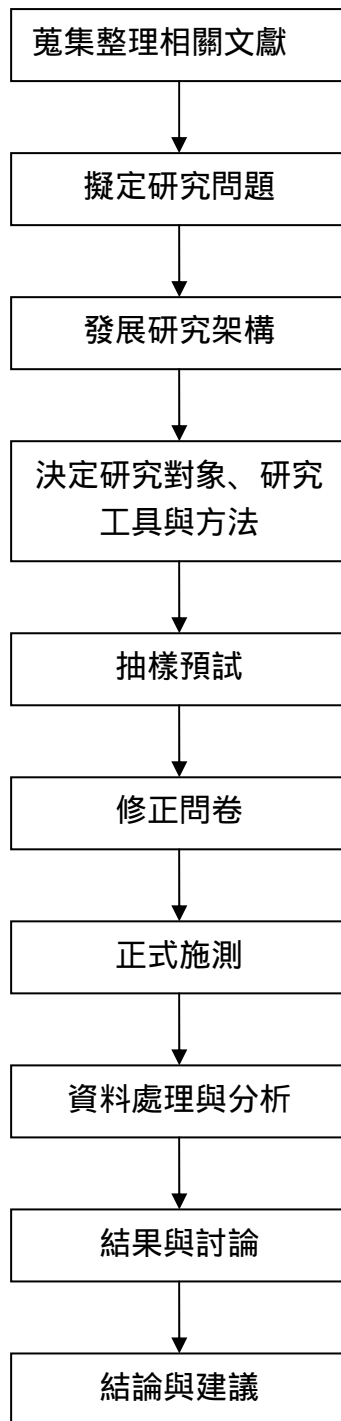 蒐集整理相關文獻
擬定研究問題
發展研究架構
決定研究對象、研究
工具與方法
抽樣預試
修正問卷
正式施測
資料處理與分析
結果與討論
結論與建議